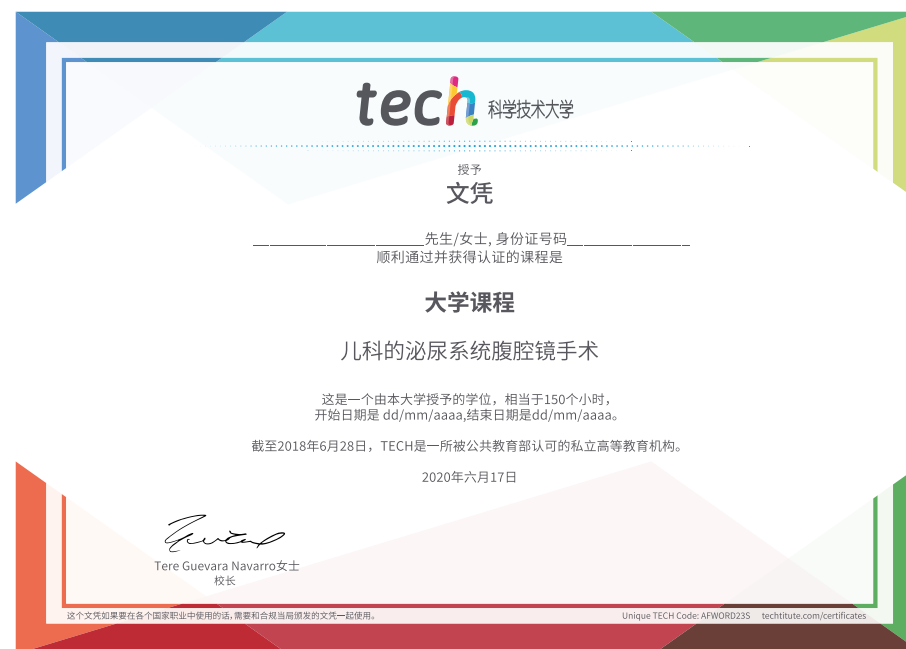 tech 科学技术大学
授予
文凭
先生/女士, 身份证号码
顺利通过并获得认证的课程是
大学课程
儿科的泌尿系统腹腔镜手术
这是一个由本大学授予的学位，相当于150个小时，
开始日期是 dd/mm/aaaa,结束日期是dd/mm/aaaa。
截至2018年6月28日，TECH是一所被公共教育部认可的私立高等教育机构。
2020年六月17日
Tere Guevara Navarro女士
校长
这个文凭如果要在各个国家职业中使用的话,需要和合规当局颁发的文凭一起使用。
Unique TECH Code: AFWORD23S techtitute.com/certificates